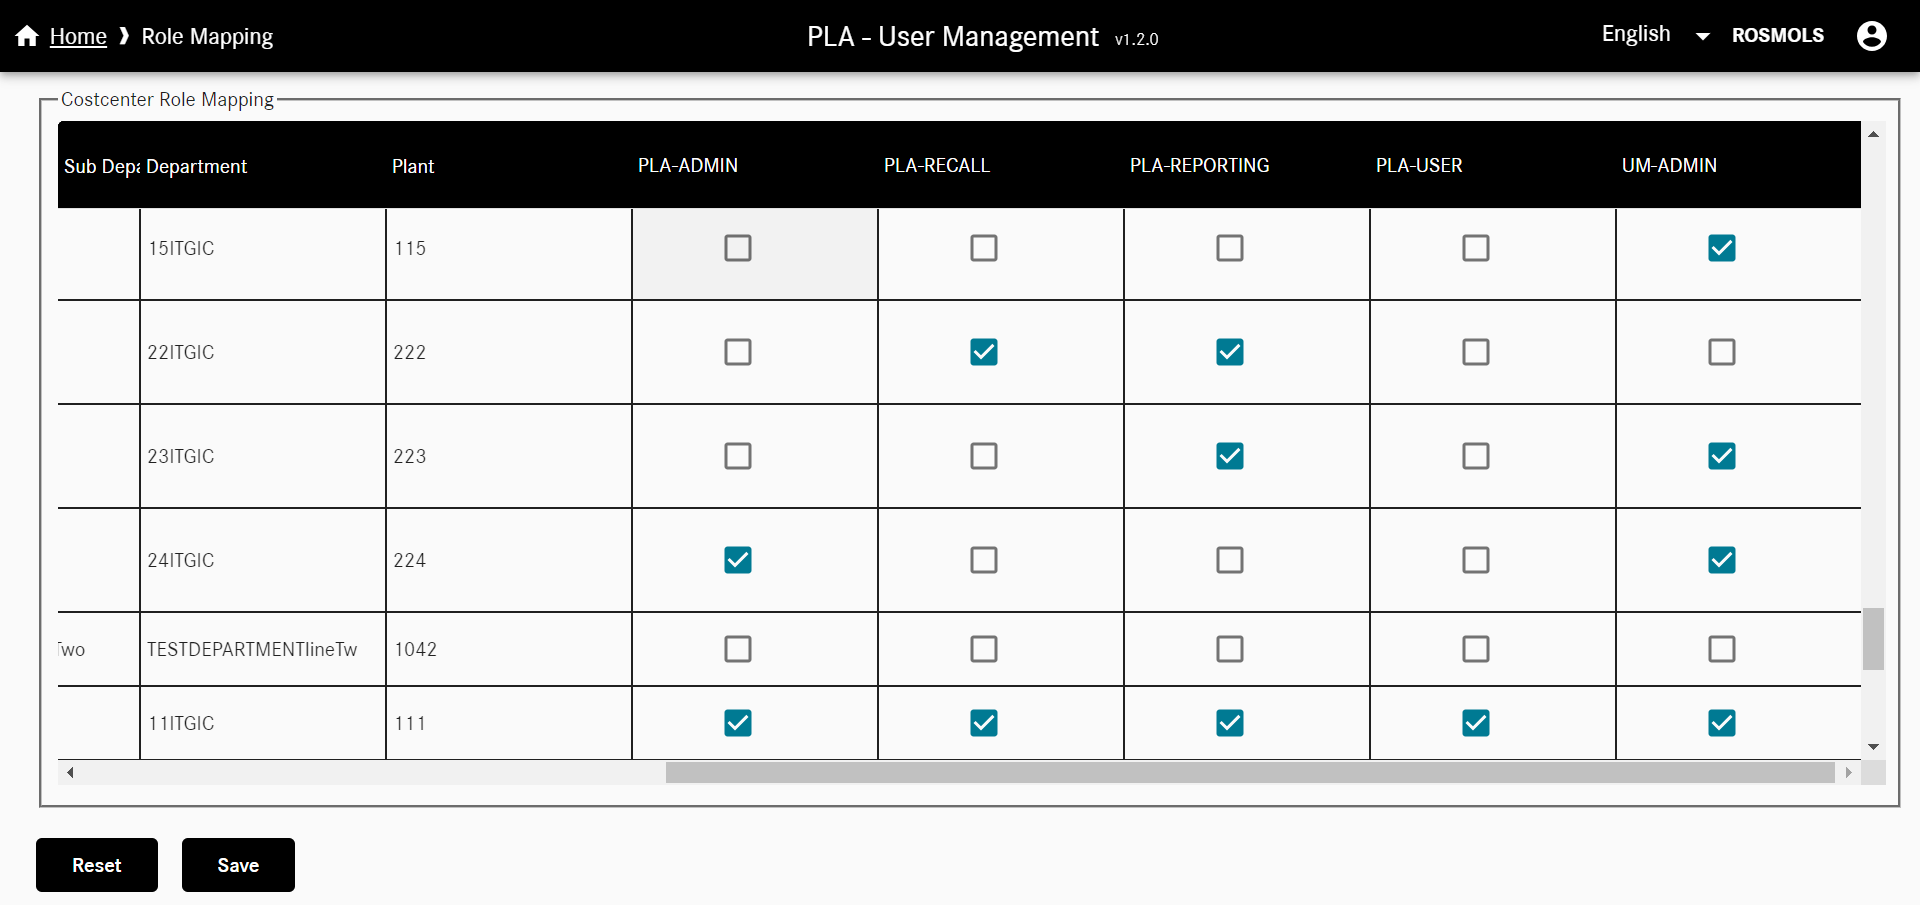 Home ❱ Role Mapping
PLA - User Management v1.2.0
English ROSMOLS
Costcenter Role Mapping
Sub Depa Department Plant PLA-ADMIN PLA-RECALL PLA-REPORTING PLA-USER UM-ADMIN
15ITGIC 115
22ITGIC 222
23ITGIC 223
24ITGIC 224
Two TESTDEPARTMENTlineTw 1042
11ITGIC 111
Reset Save